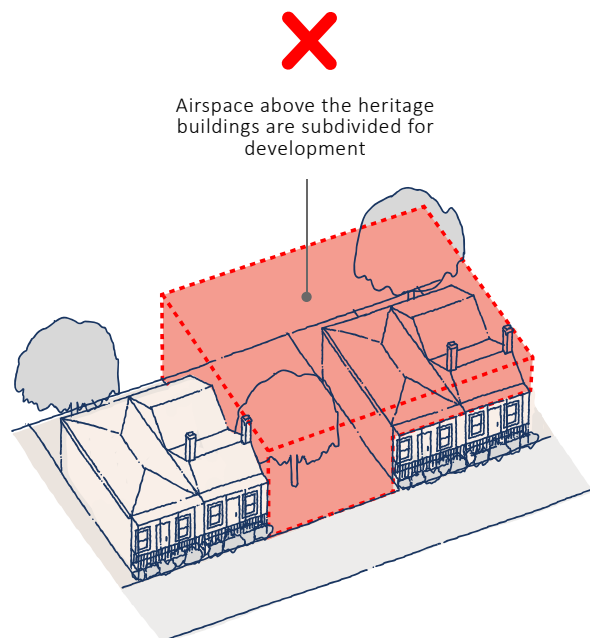 Airspace above the heritage
buildings are subdivided for
development